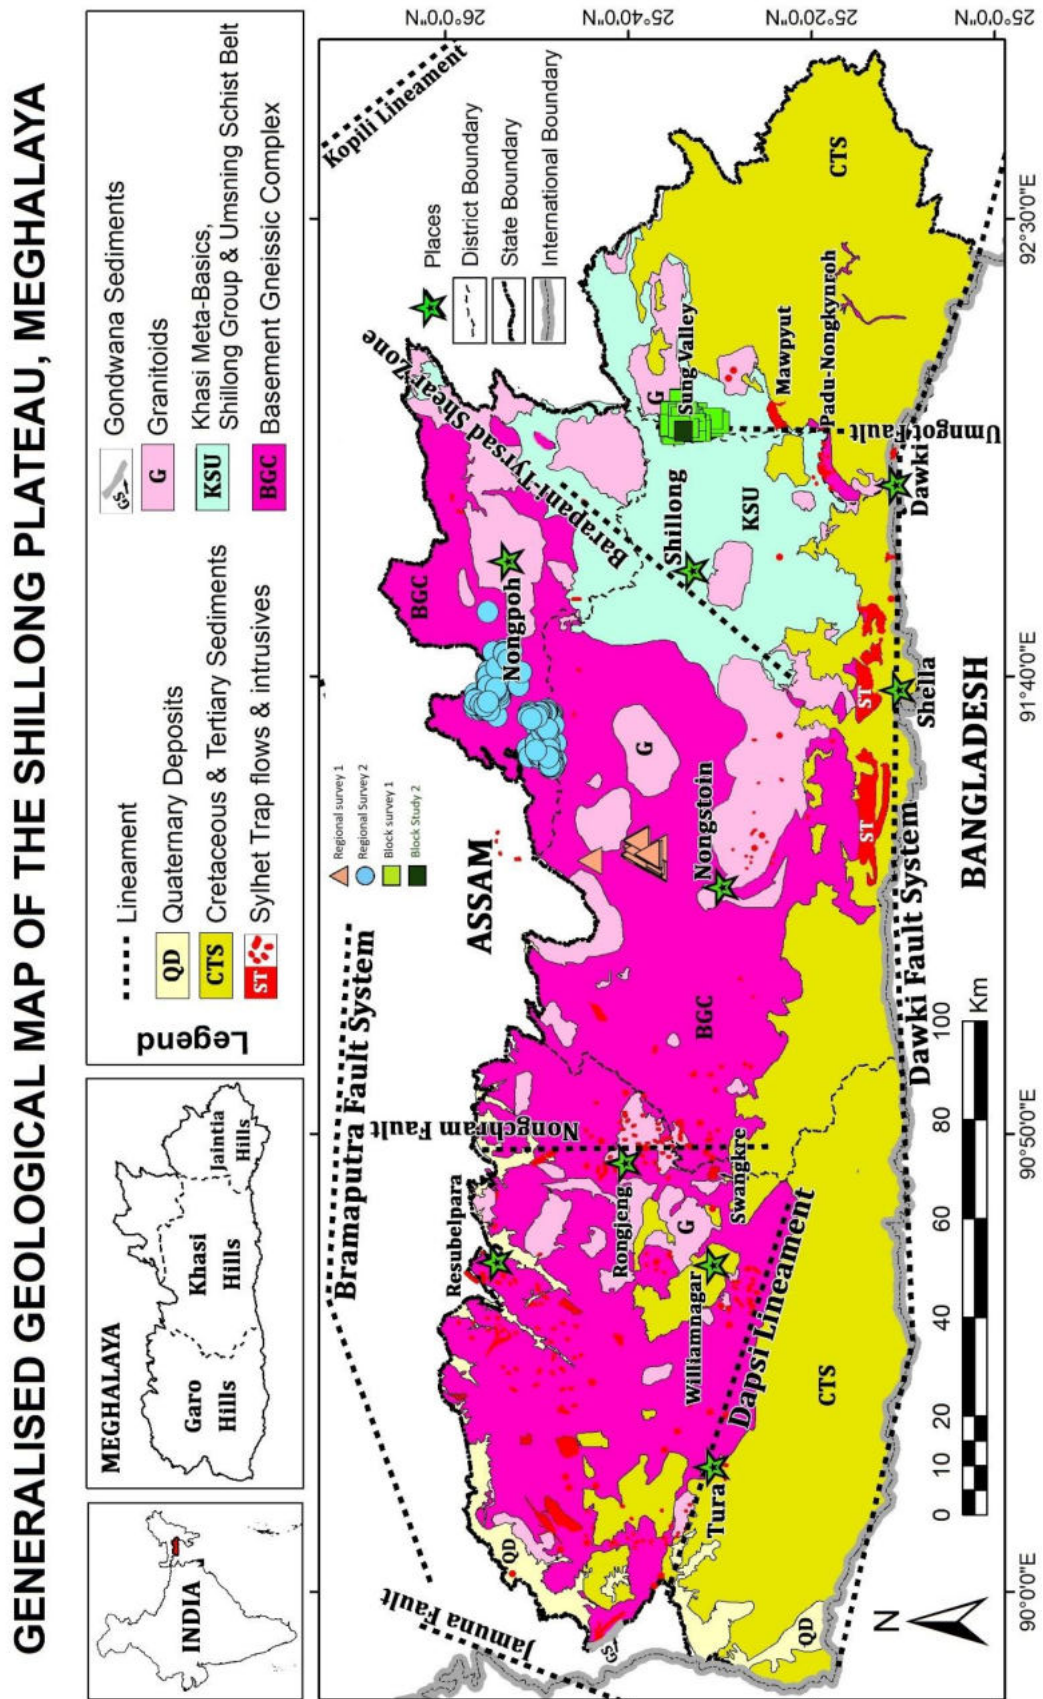 GENERALISED GEOLOGICAL MAP OF THE SHILLONG PLATEAU, MEGHALAYA
INDIA
MEGHALAYA
Garo
Hills
Khasi
Hills
Jaintia
Hills
Legend
Lineament
QD
Quaternary Deposits
CTS
Cretaceous & Tertiary Sediments
ST
Sylhet Trap flows & intrusives
GS
Gondwana Sediments
G
Granitoids
KSU
Khasi Meta-Basics,
Shillong Group & Umsning Schist Belt
BGC
Basement Gneissic Complex
Places
District Boundary
State Boundary
International Boundary
Regional survey 1
Regional Survey 2
Block survey 1
Block Study 2
Kopili Lineament
Bramaputra Fault System
Jamuna Fault
Nongchram Fault
Barapani-Tyrsad Shear Zone
Dapsi Lineament
Dawki Fault System
Umngot Fault
ASSAM
BANGLADESH
Resubelpara
Rongjeng
Williamnagar
Swangkre
Tura
Nongpoh
Nongstoin
Shillong
Sung Valley
Mawpyut
Padu-Nongkynroh
Dawki
Shella
QD
GS
QD
CTS
G
BGC
G
BGC
KSU
G
CTS
ST
ST
26°0'0"N
25°40'0"N
25°20'0"N
25°0'0"N
90°0'0"E
90°50'0"E
91°40'0"E
92°30'0"E
N
0 10 20 40 60 80 100
Km